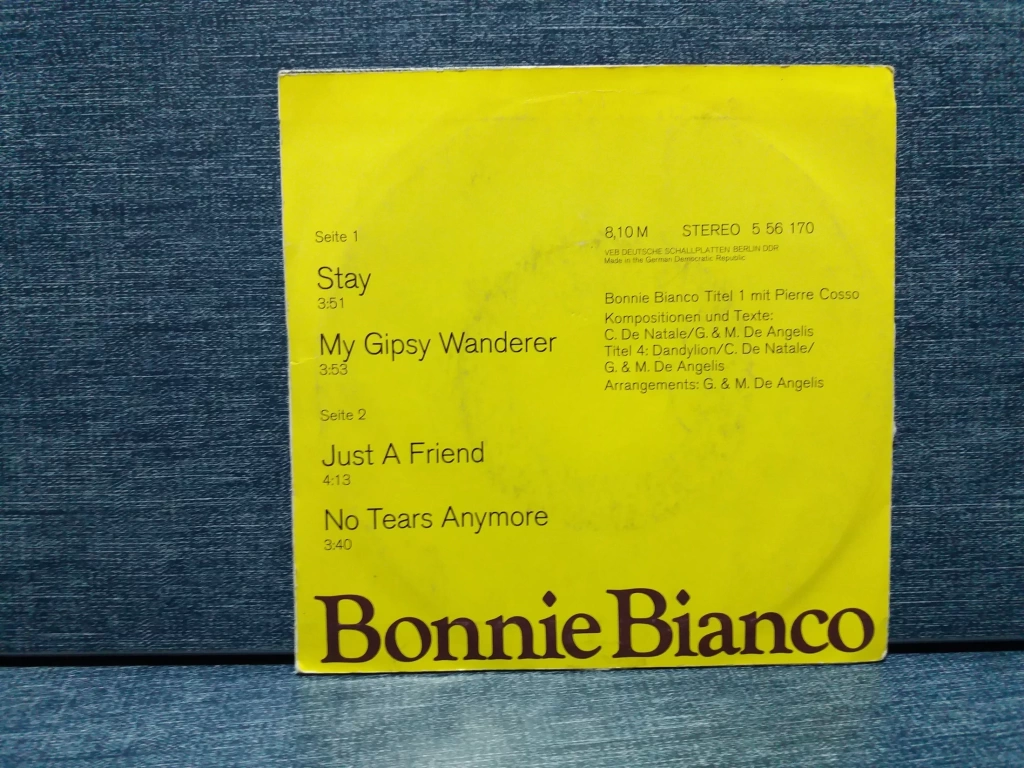 Seite 1
Stay
3:51
My Gipsy Wanderer
3:53
Seite 2
Just A Friend
4:13
No Tears Anymore
3:40
8,10 M STEREO 5 56 170
VEB DEUTSCHE SCHALLPLATTEN BERLIN DDR
Made in the German Democratic Republic
Bonnie Bianco Titel 1 mit Pierre Cosso
Kompositionen und Texte:
C. De Natale/G. & M. De Angelis
Titel 4: Dandylion/C. De Natale/
G. & M. De Angelis
Arrangements: G. & M. De Angelis
Bonnie Bianco